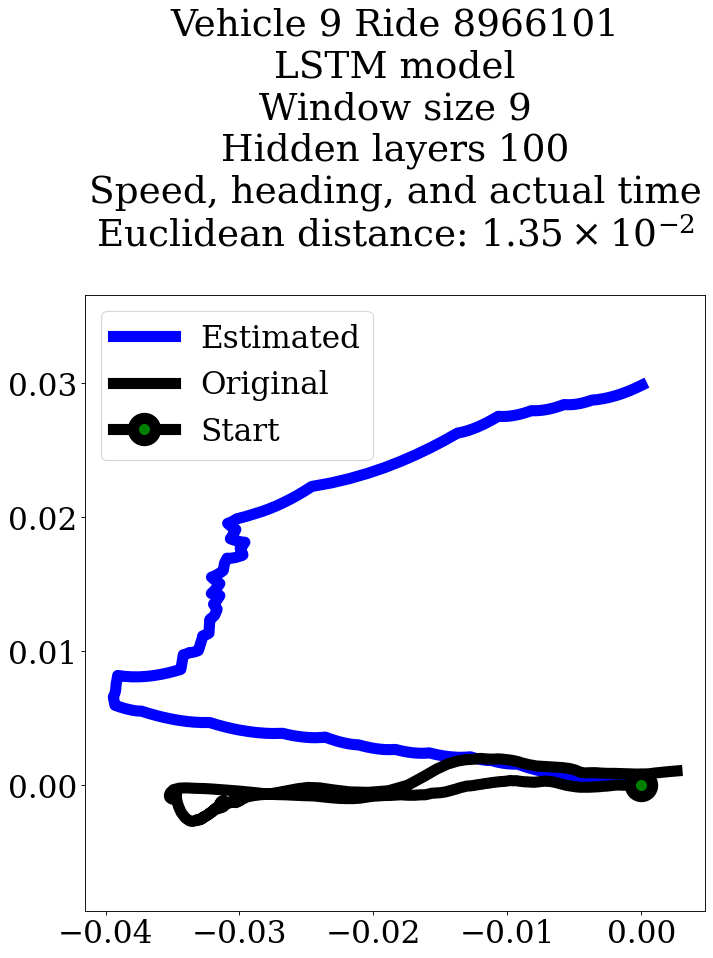 Vehicle 9 Ride 8966101
LSTM model
Window size 9
Hidden layers 100
Speed, heading, and actual time
Euclidean distance: 1.35 × 10⁻²
Estimated
Original
Start
0.03
0.02
0.01
0.00
−0.04 −0.03 −0.02 −0.01 0.00